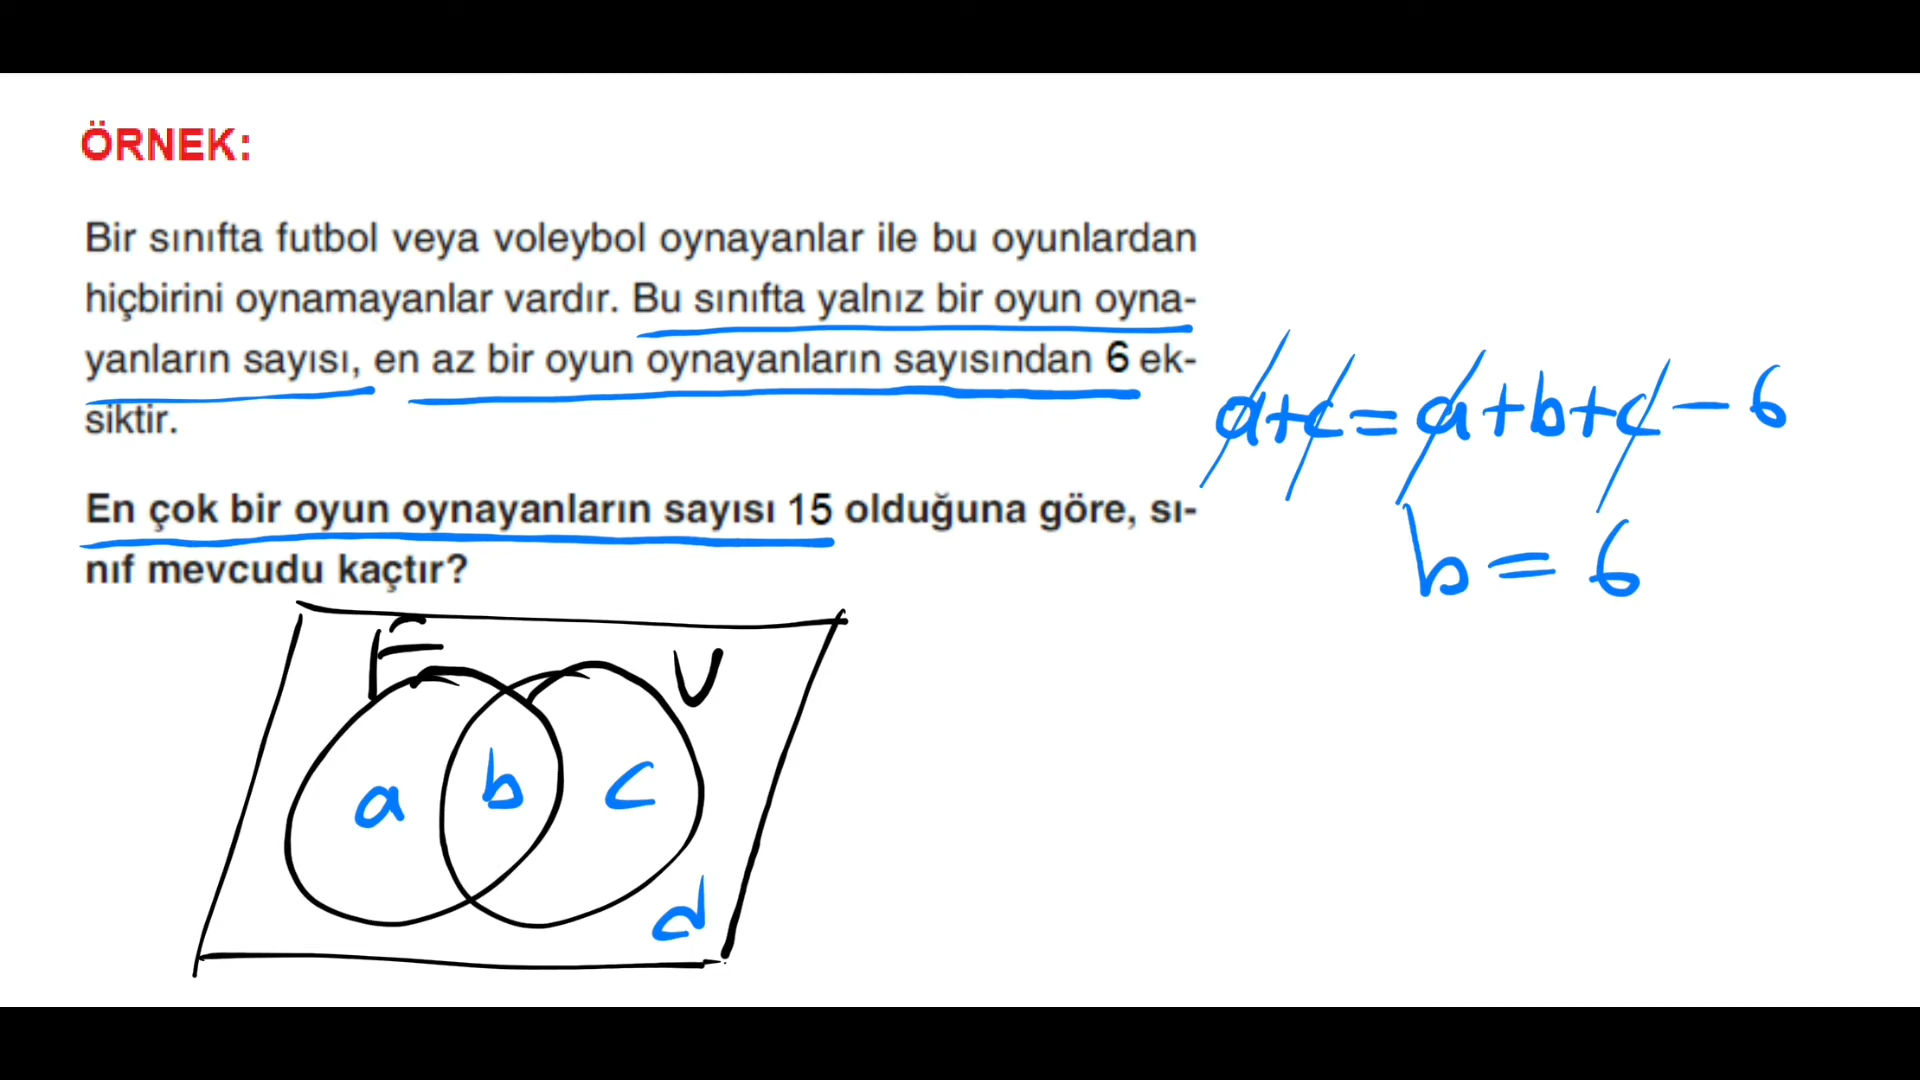 ÖRNEK:
Bir sınıfta futbol veya voleybol oynayanlar ile bu oyunlardan
hiçbirini oynamayanlar vardır. Bu sınıfta yalnız bir oyun oyna-
yanların sayısı, en az bir oyun oynayanların sayısından 6 ek-
siktir.
a+c=a+b+c-6
En çok bir oyun oynayanların sayısı 15 olduğuna göre, sı-
nıf mevcudu kaçtır?
b=6
F V
a b c
d